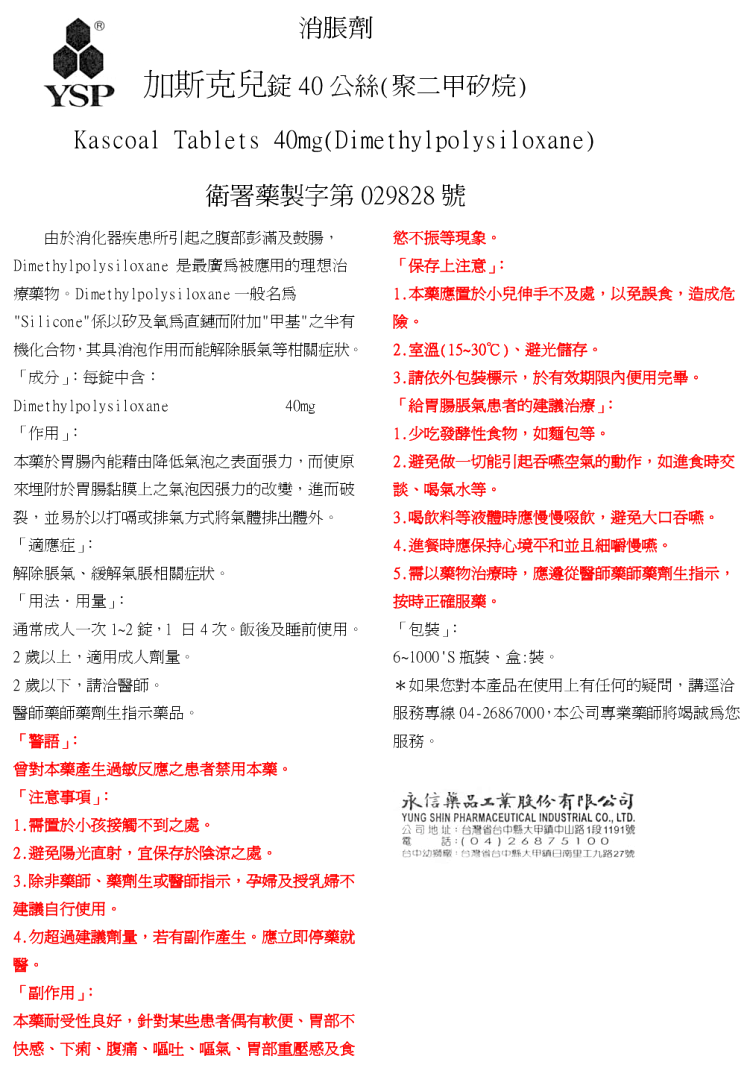 消脹劑
®
YSP
加斯克兒錠 40 公絲(聚二甲矽烷)
Kascoal Tablets 40mg(Dimethylpolysiloxane)
衛署藥製字第 029828 號
由於消化器疾患所引起之腹部彭滿及鼓腸，
Dimethylpolysiloxane 是最廣為被應用的理想治
療藥物。Dimethylpolysiloxane 一般名為
"Silicone"係以矽及氧為直鏈而附加"甲基"之半有
機化合物，其具消泡作用而能解除脹氣等柑關症狀。
「成分」：每錠中含：
Dimethylpolysiloxane 40mg
「作用」：
本藥於胃腸內能藉由降低氣泡之表面張力，而使原
來埋附於胃腸黏膜上之氣泡因張力的改變，進而破
裂，並易於以打嗝或排氣方式將氣體排出體外。
「適應症」：
解除脹氣、緩解氣脹相關症狀。
「用法．用量」：
通常成人一次 1~2 錠，1 日 4 次。飯後及睡前使用。
2 歲以上，適用成人劑量。
2 歲以下，請洽醫師。
醫師藥師藥劑生指示藥品。
「警語」：
曾對本藥產生過敏反應之患者禁用本藥。
「注意事項」：
1.需置於小孩接觸不到之處。
2.避免陽光直射，宜保存於陰涼之處。
3.除非藥師、藥劑生或醫師指示，孕婦及授乳婦不
建議自行使用。
4.勿超過建議劑量，若有副作產生。應立即停藥就
醫。
「副作用」：
本藥耐受性良好，針對某些患者偶有軟便、胃部不
快感、下痢、腹痛、嘔吐、嘔氣、胃部重壓感及食
慾不振等現象。
「保存上注意」：
1.本藥應置於小兒伸手不及處，以免誤食，造成危
險。
2.室溫(15~30℃)、避光儲存。
3.請依外包裝標示，於有效期限內便用完畢。
「給胃腸脹氣患者的建議治療」：
1.少吃發酵性食物，如麵包等。
2.避免做一切能引起吞嚥空氣的動作，如進食時交
談、喝氣水等。
3.喝飲料等液體時應慢慢啜飲，避免大口吞嚥。
4.進餐時應保持心境平和並且細嚼慢嚥。
5.需以藥物治療時，應遵從醫師藥師藥劑生指示，
按時正確服藥。
「包裝」：
6~1000'S 瓶裝、盒:裝。
＊如果您對本產品在使用上有任何的疑問，講逕洽
服務專線 04-26867000，本公司專業藥師將竭誠為您
服務。
永信藥品工業股份有限公司
YUNG SHIN PHARMACEUTICAL INDUSTRIAL CO., LTD.
公司地址：台灣省台中縣大甲鎮中山路1段1191號
電 話：(04)26875100
台中幼獅廠：台灣省台中縣大甲鎮日南里工九路27號